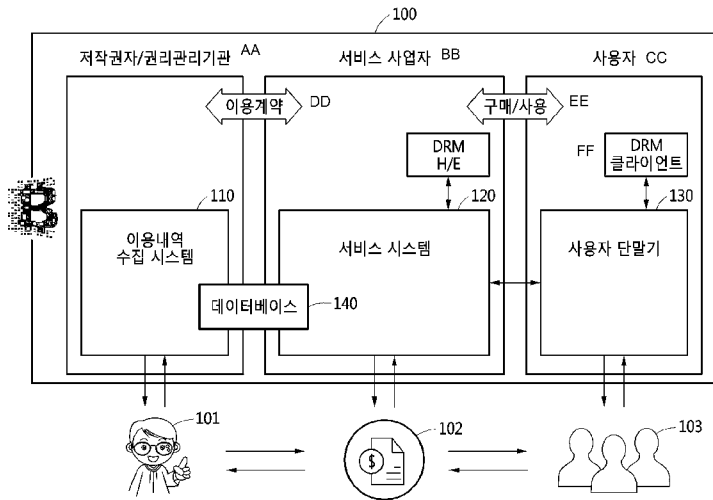 100
저작권자/권리관리기관 AA
서비스 사업자 BB
사용자 CC
이용계약 DD
구매/사용 EE
DRM
H/E
FF
DRM
클라이언트
110
120
130
이용내역
수집 시스템
서비스 시스템
사용자 단말기
데이터베이스
140
101
102
103
$
B